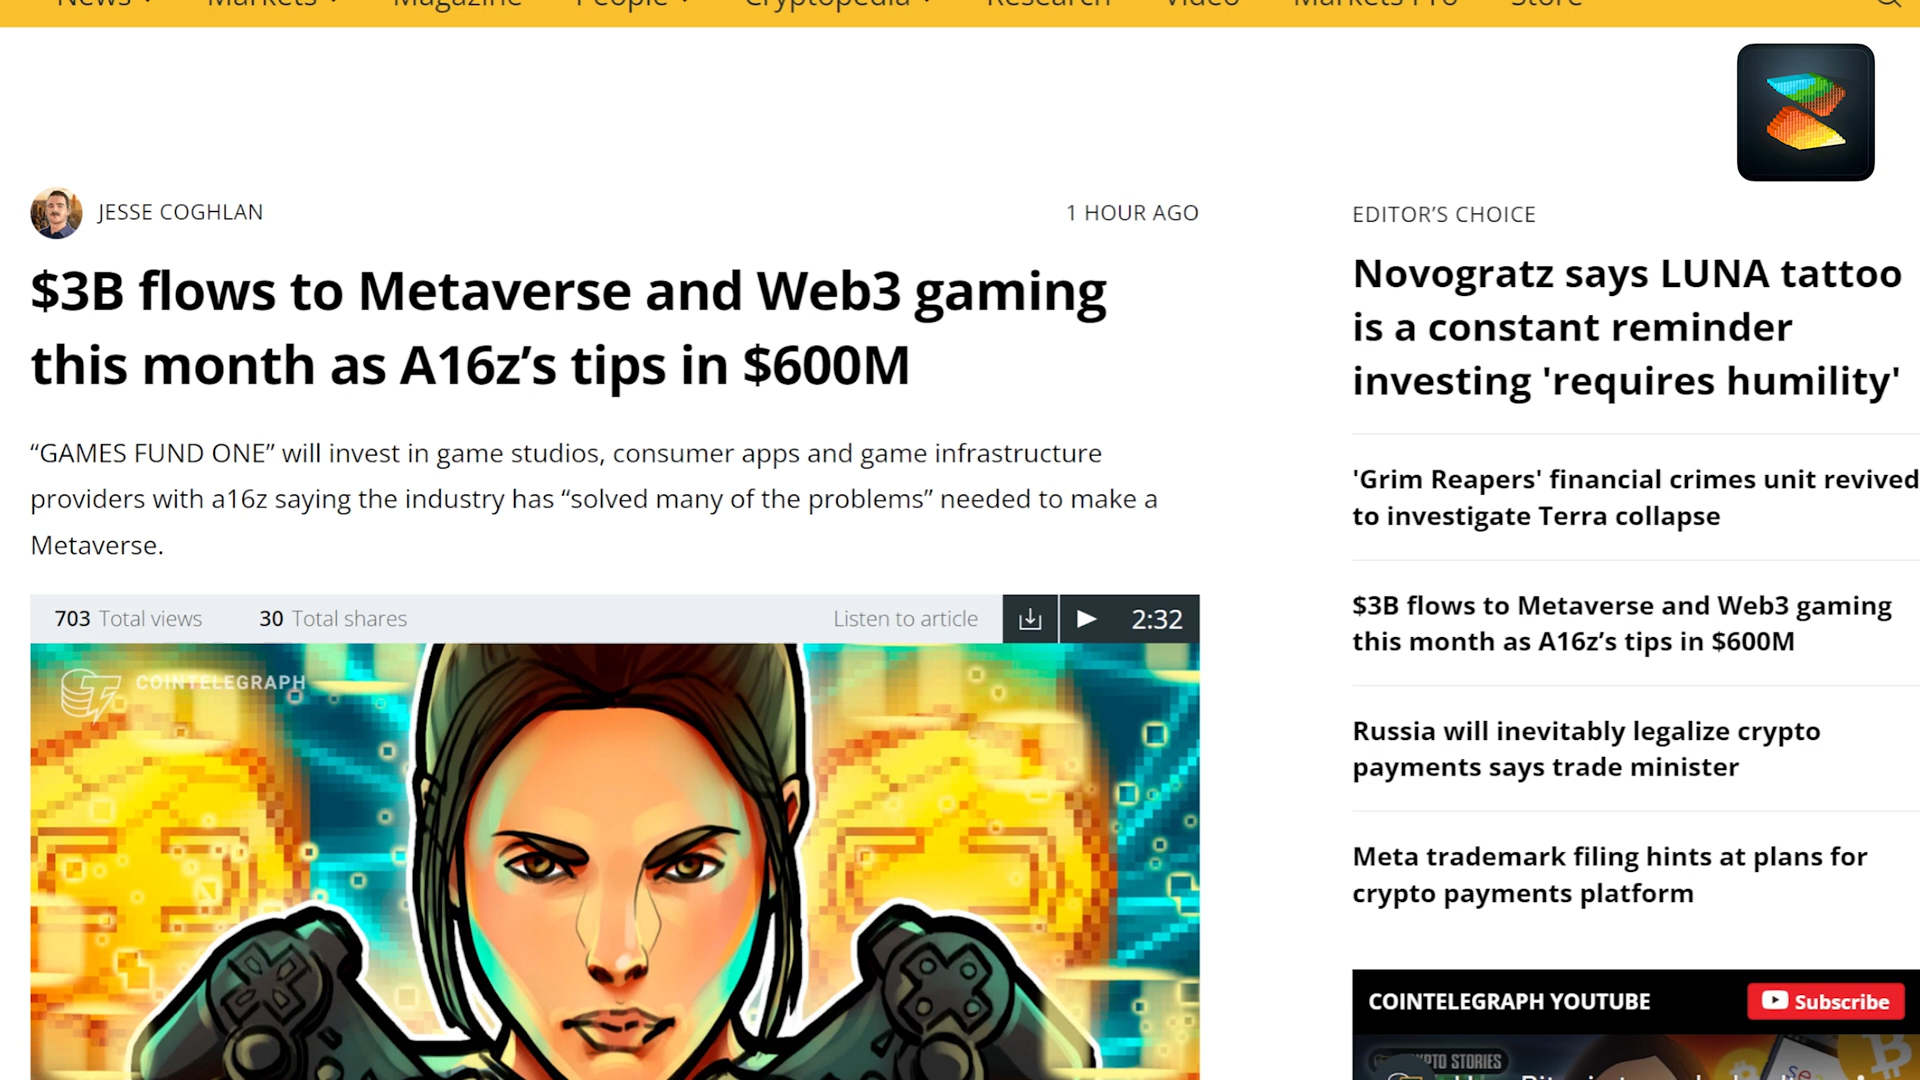 News Markets Magazine People Cryptopedia Research Video Markets Pro Store
JESSE COGHLAN
1 HOUR AGO
$3B flows to Metaverse and Web3 gaming
this month as A16z’s tips in $600M
“GAMES FUND ONE” will invest in game studios, consumer apps and game infrastructure
providers with a16z saying the industry has “solved many of the problems” needed to make a
Metaverse.
703 Total views 30 Total shares Listen to article 2:32
COINTELEGRAPH
EDITOR’S CHOICE
Novogratz says LUNA tattoo
is a constant reminder
investing 'requires humility'
'Grim Reapers' financial crimes unit revived
to investigate Terra collapse
$3B flows to Metaverse and Web3 gaming
this month as A16z’s tips in $600M
Russia will inevitably legalize crypto
payments says trade minister
Meta trademark filing hints at plans for
crypto payments platform
COINTELEGRAPH YOUTUBE Subscribe
STORIES